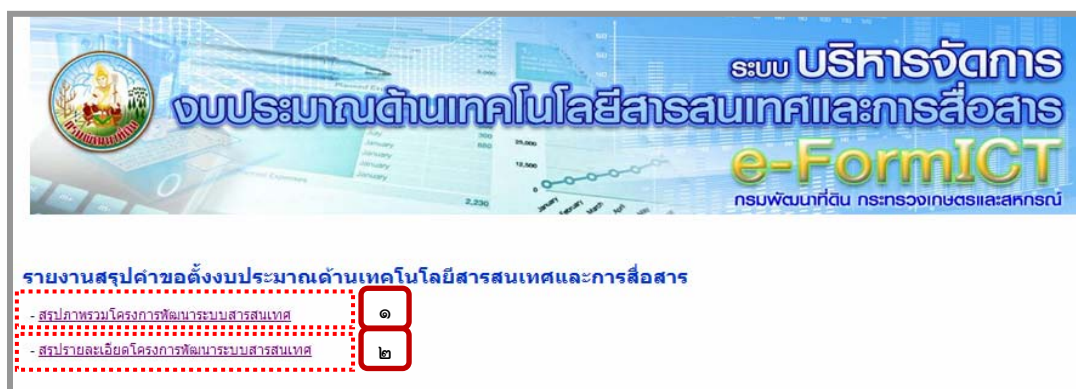 ระบบ บริหารจัดการ
งบประมาณด้านเทคโนโลยีสารสนเทศและการสื่อสาร
e-FormICT
กรมพัฒนาที่ดิน กระทรวงเกษตรและสหกรณ์
รายงานสรุปคำขอตั้งงบประมาณด้านเทคโนโลยีสารสนเทศและการสื่อสาร
- สรุปภาพรวมโครงการพัฒนาระบบสารสนเทศ ๑
- สรุปรายละเอียดโครงการพัฒนาระบบสารสนเทศ ๒